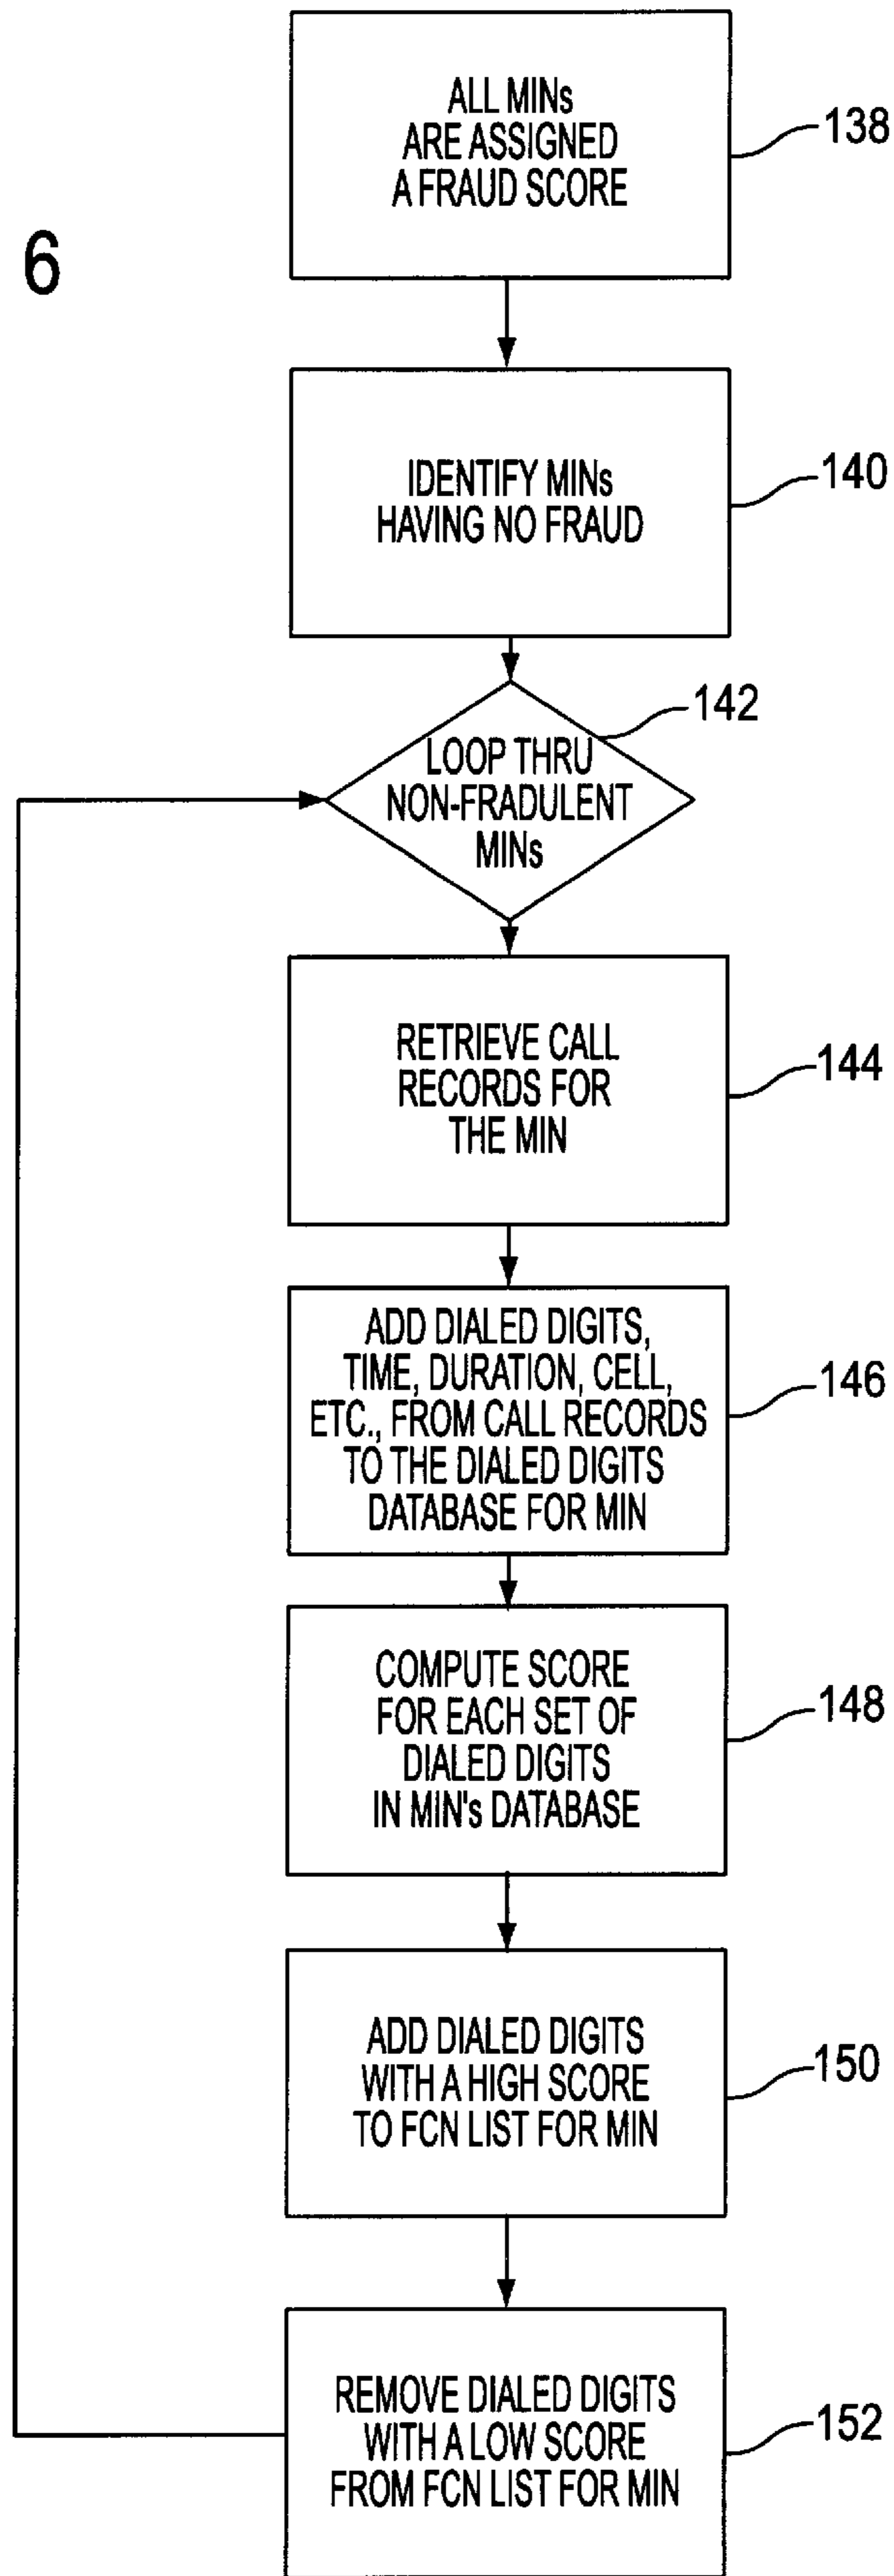 ALL MINs
ARE ASSIGNED
A FRAUD SCORE
138
6
IDENTIFY MINs
HAVING NO FRAUD
140
142
LOOP THRU
NON-FRADULENT
MINs
RETRIEVE CALL
RECORDS FOR
THE MIN
144
ADD DIALED DIGITS,
TIME, DURATION, CELL,
ETC., FROM CALL RECORDS
TO THE DIALED DIGITS
DATABASE FOR MIN
146
COMPUTE SCORE
FOR EACH SET OF
DIALED DIGITS
IN MIN's DATABASE
148
ADD DIALED DIGITS
WITH A HIGH SCORE
TO FCN LIST FOR MIN
150
REMOVE DIALED DIGITS
WITH A LOW SCORE
FROM FCN LIST FOR MIN
152